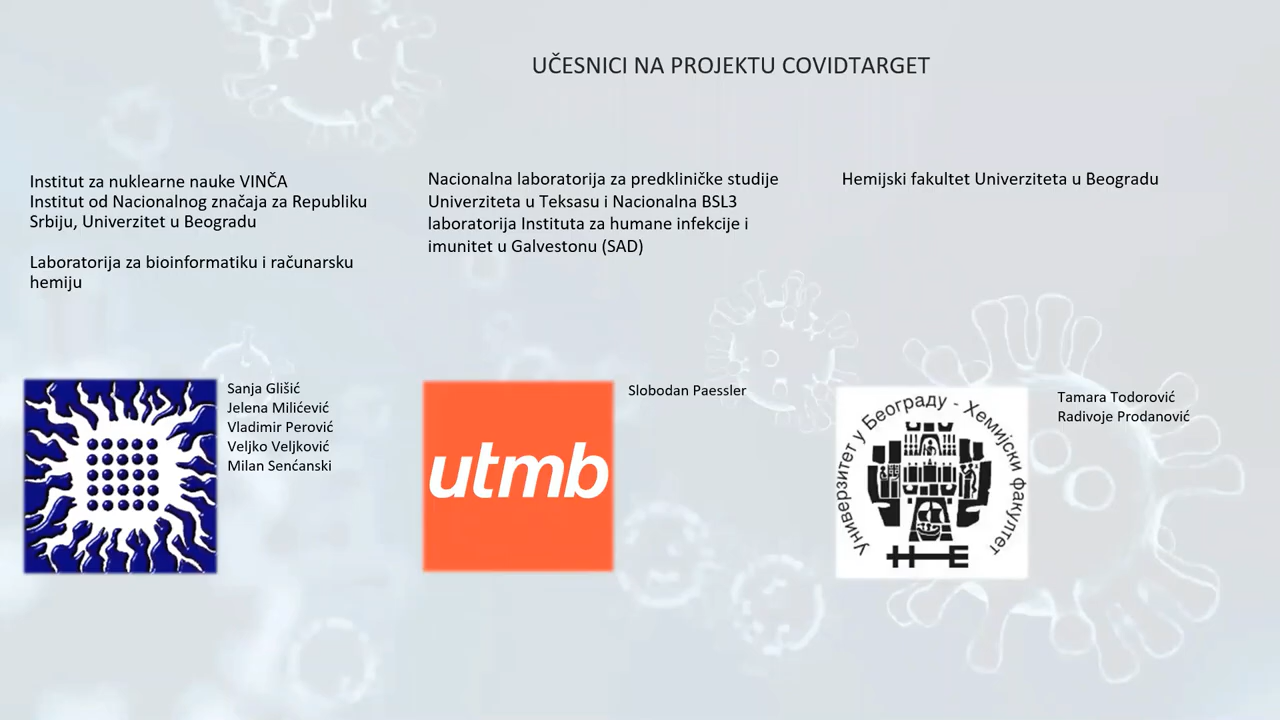 UČESNICI NA PROJEKTU COVIDTARGET
Institut za nuklearne nauke VINČA
Institut od Nacionalnog značaja za Republiku
Srbiju, Univerzitet u Beogradu
Laboratorija za bioinformatiku i računarsku
hemiju
Nacionalna laboratorija za predkliničke studije
Univerziteta u Teksasu i Nacionalna BSL3
laboratorija Instituta za humane infekcije i
imunitet u Galvestonu (SAD)
Hemijski fakultet Univerziteta u Beogradu
Sanja Glišić
Jelena Milićević
Vladimir Perović
Veljko Veljković
Milan Senćanski
utmb
Slobodan Paessler
Универзитет у Београду - Хемијски факултет
Tamara Todorović
Radivoje Prodanović